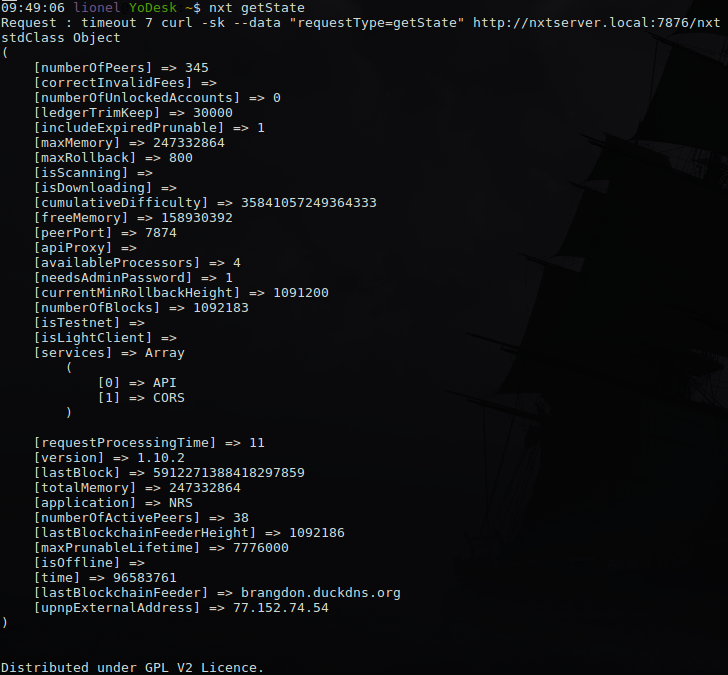 09:49:06 lionel YoDesk ~$ nxt getState
Request : timeout 7 curl -sk --data "requestType=getState" http://nxtserver.local:7876/nxt
stdClass Object
(
    [numberOfPeers] => 345
    [correctInvalidFees] =>
    [numberOfUnlockedAccounts] => 0
    [ledgerTrimKeep] => 30000
    [includeExpiredPrunable] => 1
    [maxMemory] => 247332864
    [maxRollback] => 800
    [isScanning] =>
    [isDownloading] =>
    [cumulativeDifficulty] => 35841057249364333
    [freeMemory] => 158930392
    [peerPort] => 7874
    [apiProxy] =>
    [availableProcessors] => 4
    [needsAdminPassword] => 1
    [currentMinRollbackHeight] => 1091200
    [numberOfBlocks] => 1092183
    [isTestnet] =>
    [isLightClient] =>
    [services] => Array
        (
            [0] => API
            [1] => CORS
        )

    [requestProcessingTime] => 11
    [version] => 1.10.2
    [lastBlock] => 5912271388418297859
    [totalMemory] => 247332864
    [application] => NRS
    [numberOfActivePeers] => 38
    [lastBlockchainFeederHeight] => 1092186
    [maxPrunableLifetime] => 7776000
    [isOffline] =>
    [time] => 96583761
    [lastBlockchainFeeder] => brangdon.duckdns.org
    [upnpExternalAddress] => 77.152.74.54
)

Distributed under GPL V2 Licence.